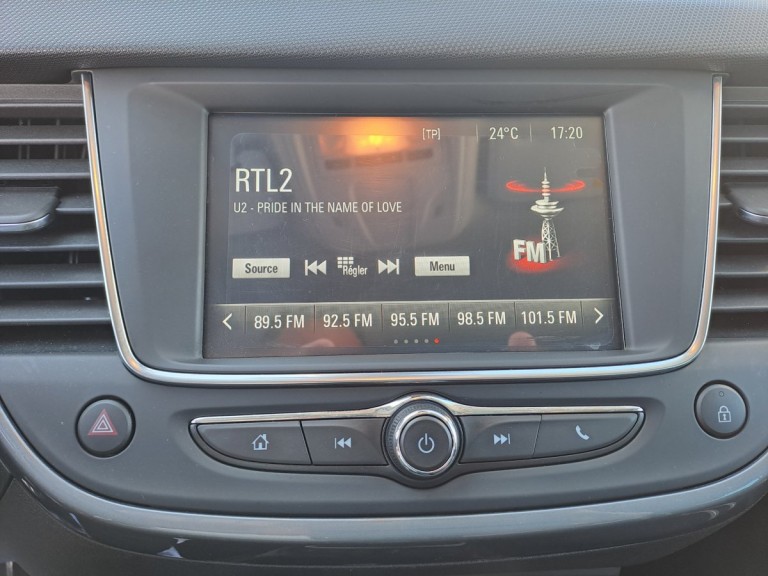 [TP] 24°C 17:20
RTL2
U2 - PRIDE IN THE NAME OF LOVE
FM
Source Régler Menu
89.5 FM 92.5 FM 95.5 FM 98.5 FM 101.5 FM